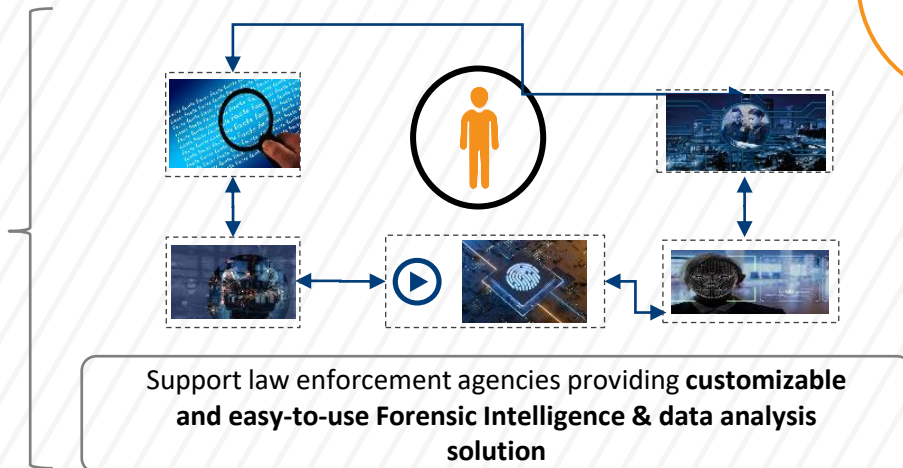 Support law enforcement agencies providing customizable
and easy-to-use Forensic Intelligence & data analysis
solution